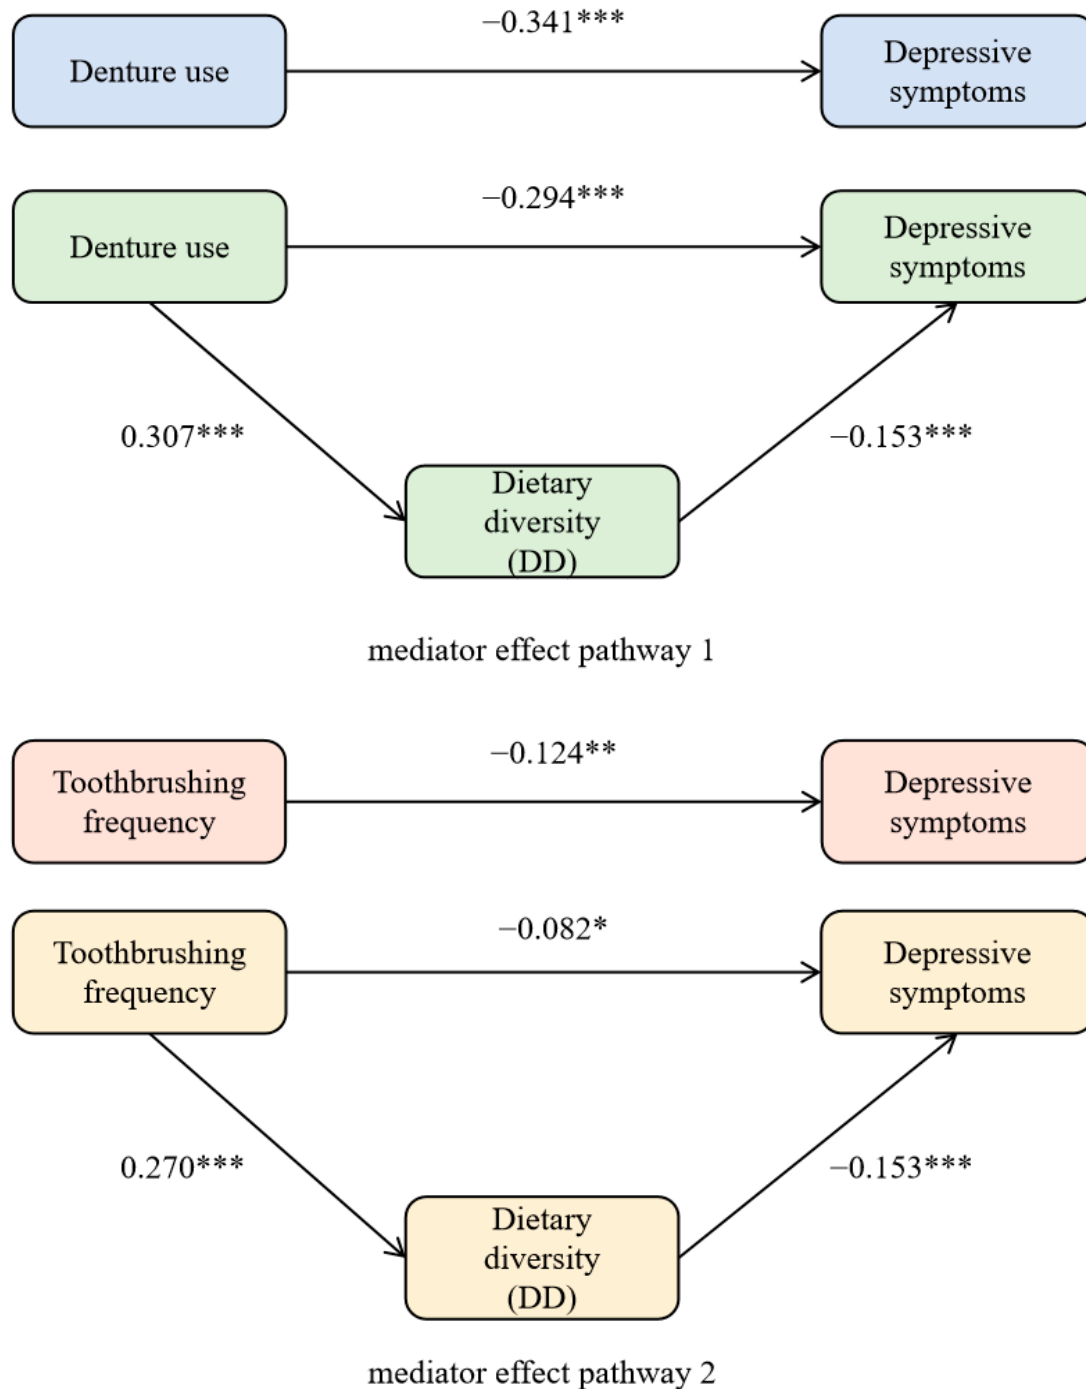 −0.341***
Denture use
Depressive
symptoms
−0.294***
Denture use
Depressive
symptoms
0.307***
−0.153***
Dietary
diversity
(DD)
mediator effect pathway 1
−0.124**
Toothbrushing
frequency
Depressive
symptoms
−0.082*
Toothbrushing
frequency
Depressive
symptoms
0.270***
−0.153***
Dietary
diversity
(DD)
mediator effect pathway 2